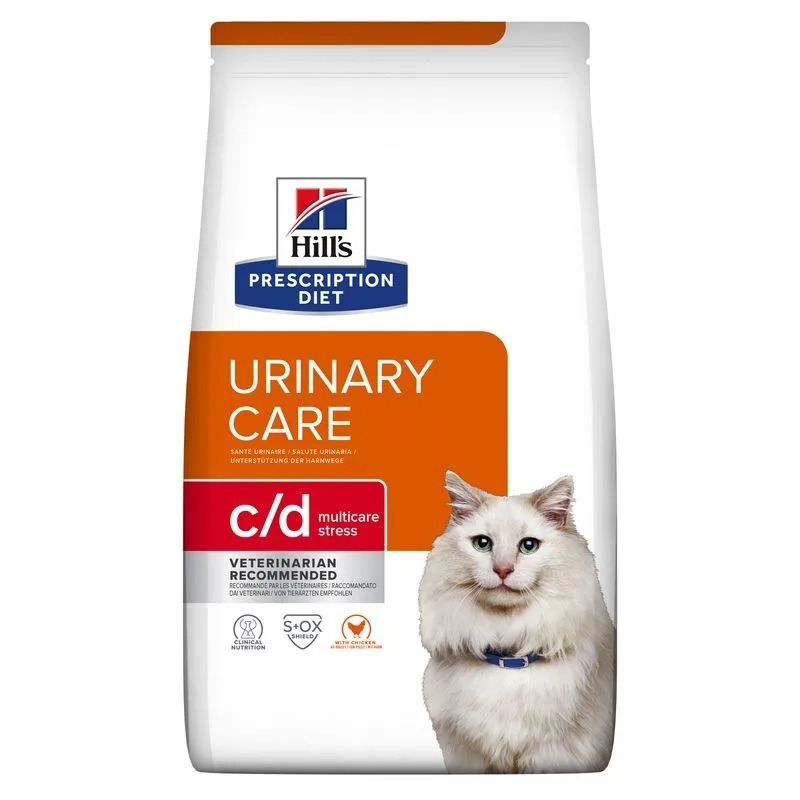 Hill's
PRESCRIPTION
DIET
URINARY
CARE
SANTÉ URINAIRE / SALUTE URINARIA /
UNTERSTÜTZUNG DER HARNWEGE
c/d multicare
stress
VETERINARIAN
RECOMMENDED
RECOMMANDÉ PAR LES VÉTÉRINAIRES / RACCOMANDATO
DAI VETERINARI / VON TIERÄRZTEN EMPFOHLEN
CLINICAL
NUTRITION
S+OX
SHIELD
WITH CHICKEN